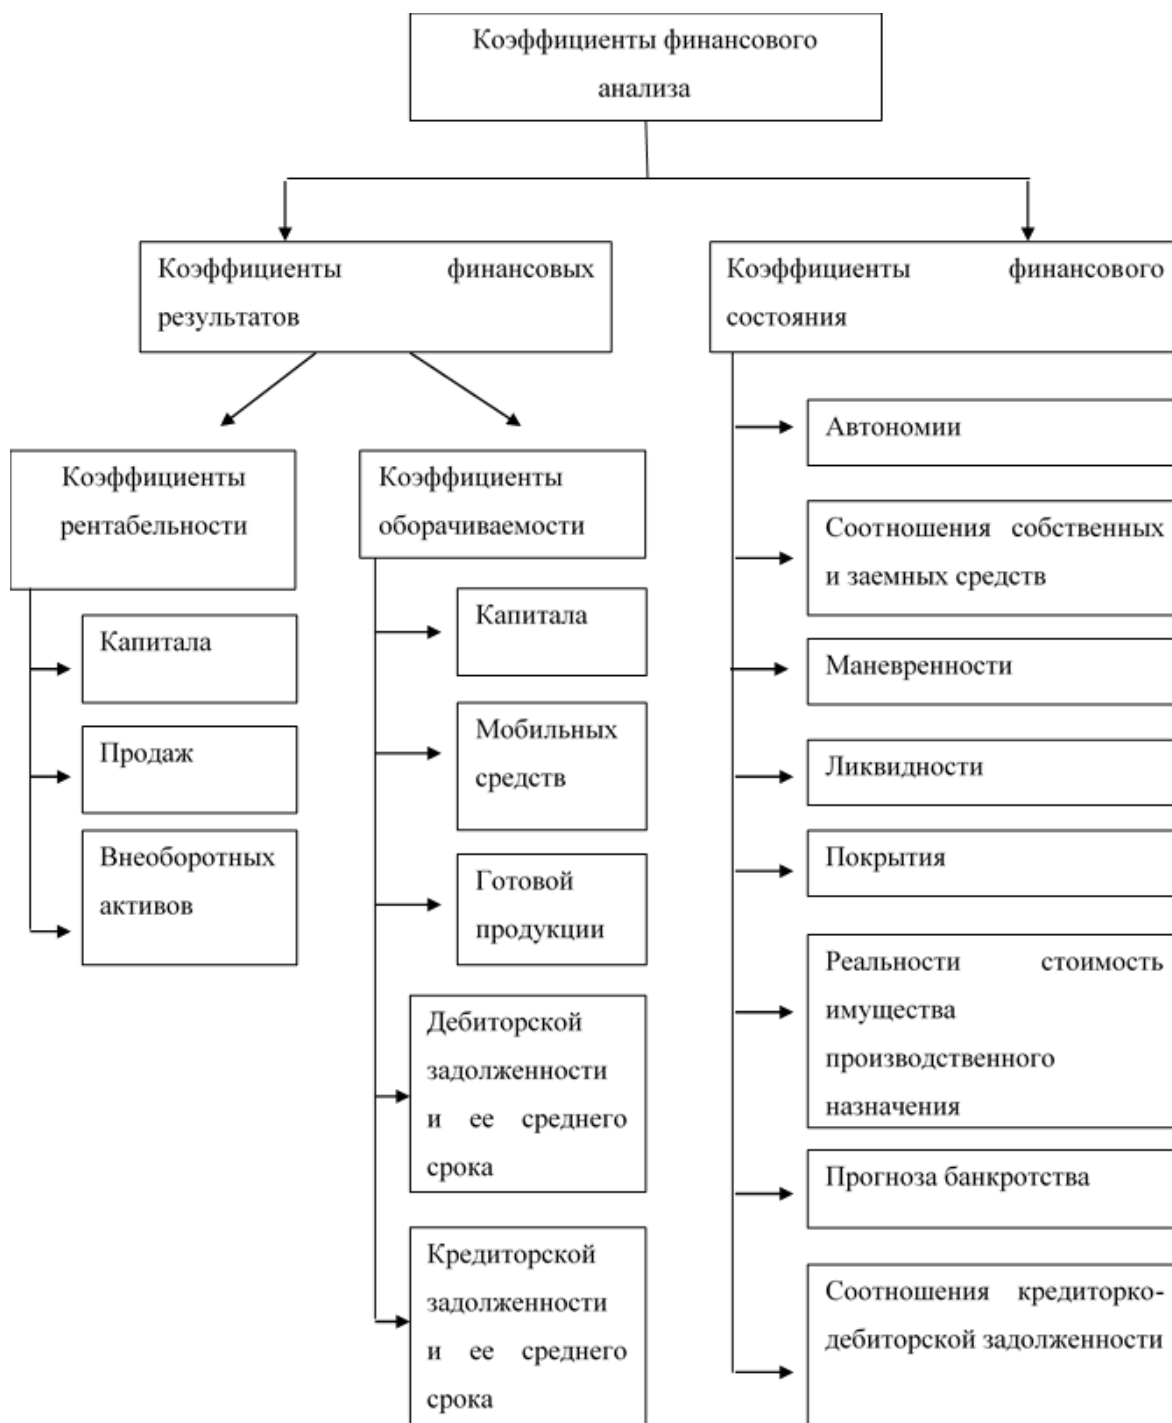 Коэффициенты финансового
анализа
Коэффициенты финансовых
результатов
Коэффициенты финансового
состояния
Коэффициенты
рентабельности
Капитала
Продаж
Внеоборотных
активов
Коэффициенты
оборачиваемости
Капитала
Мобильных
средств
Готовой
продукции
Дебиторской
задолженности
и ее среднего
срока
Кредиторской
задолженности
и ее среднего
срока
Автономии
Соотношения собственных
и заемных средств
Маневренности
Ликвидности
Покрытия
Реальности стоимость
имущества
производственного
назначения
Прогноза банкротства
Соотношения кредиторко-
дебиторской задолженности